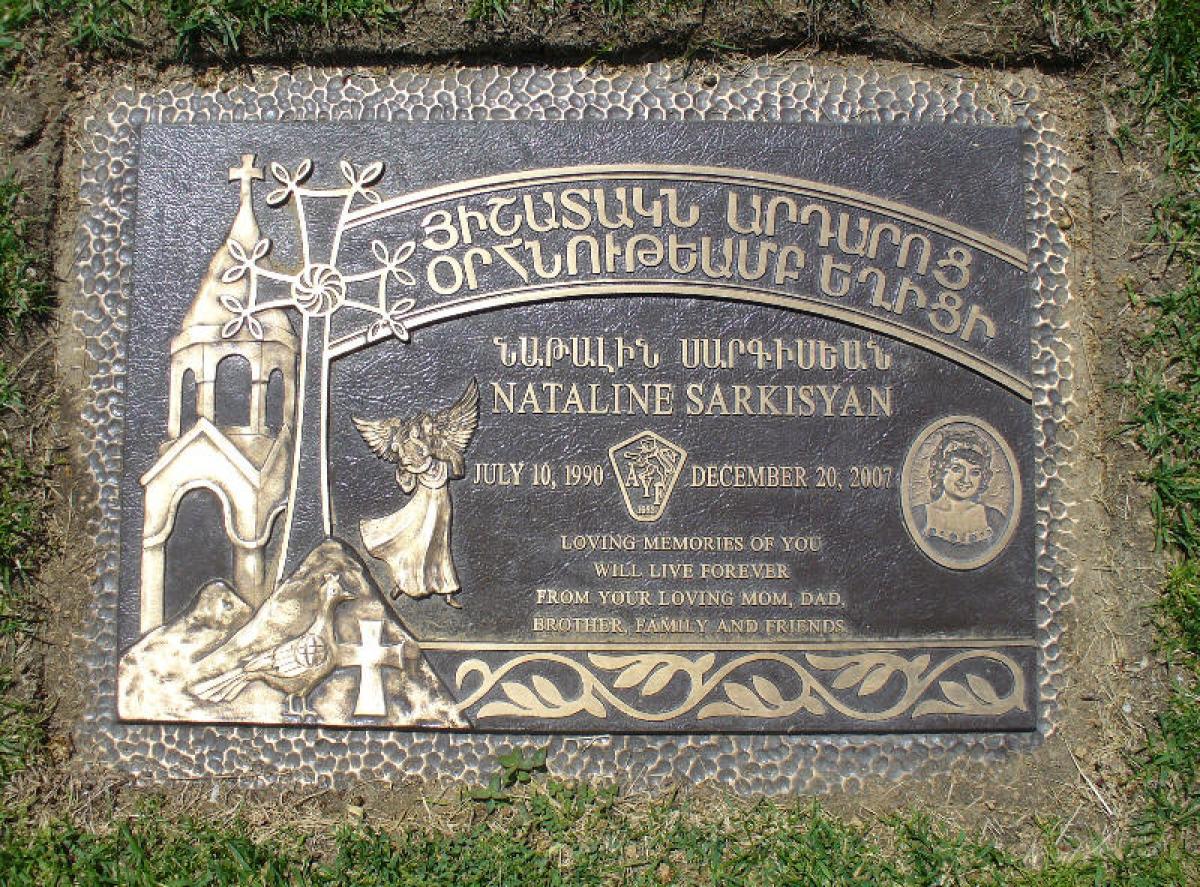 ՅԻՇԱՏԱԿՆ ԱՐԴԱՐՈՑ
ՕՐՀՆՈՒԹԵԱՄԲ ԵՂԻՑԻ
ՆԱԹԱԼԻՆ ՍԱՐԳԻՍԵԱՆ
NATALINE SARKISYAN
JULY 10, 1990
AYF
DECEMBER 20, 2007
LOVING MEMORIES OF YOU
WILL LIVE FOREVER
FROM YOUR LOVING MOM, DAD,
BROTHER, FAMILY AND FRIENDS